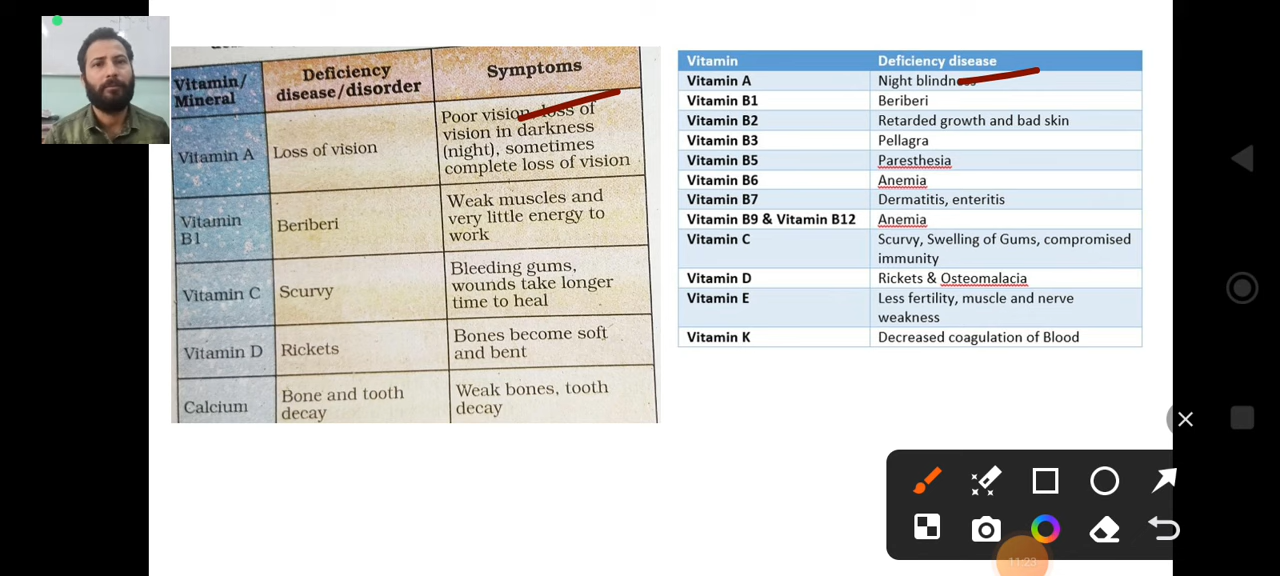 Vitamin/
Mineral
Deficiency
disease/disorder
Symptoms
Vitamin A
Loss of vision
Poor vision, loss of
vision in darkness
(night), sometimes
complete loss of vision
Vitamin
B1
Beriberi
Weak muscles and
very little energy to
work
Vitamin C
Scurvy
Bleeding gums,
wounds take longer
time to heal
Vitamin D
Rickets
Bones become soft
and bent
Calcium
Bone and tooth
decay
Weak bones, tooth
decay
Vitamin Deficiency disease
Vitamin A Night blindness
Vitamin B1 Beriberi
Vitamin B2 Retarded growth and bad skin
Vitamin B3 Pellagra
Vitamin B5 Paresthesia
Vitamin B6 Anemia
Vitamin B7 Dermatitis, enteritis
Vitamin B9 & Vitamin B12 Anemia
Vitamin C Scurvy, Swelling of Gums, compromised
immunity
Vitamin D Rickets & Osteomalacia
Vitamin E Less fertility, muscle and nerve
weakness
Vitamin K Decreased coagulation of Blood
11:23